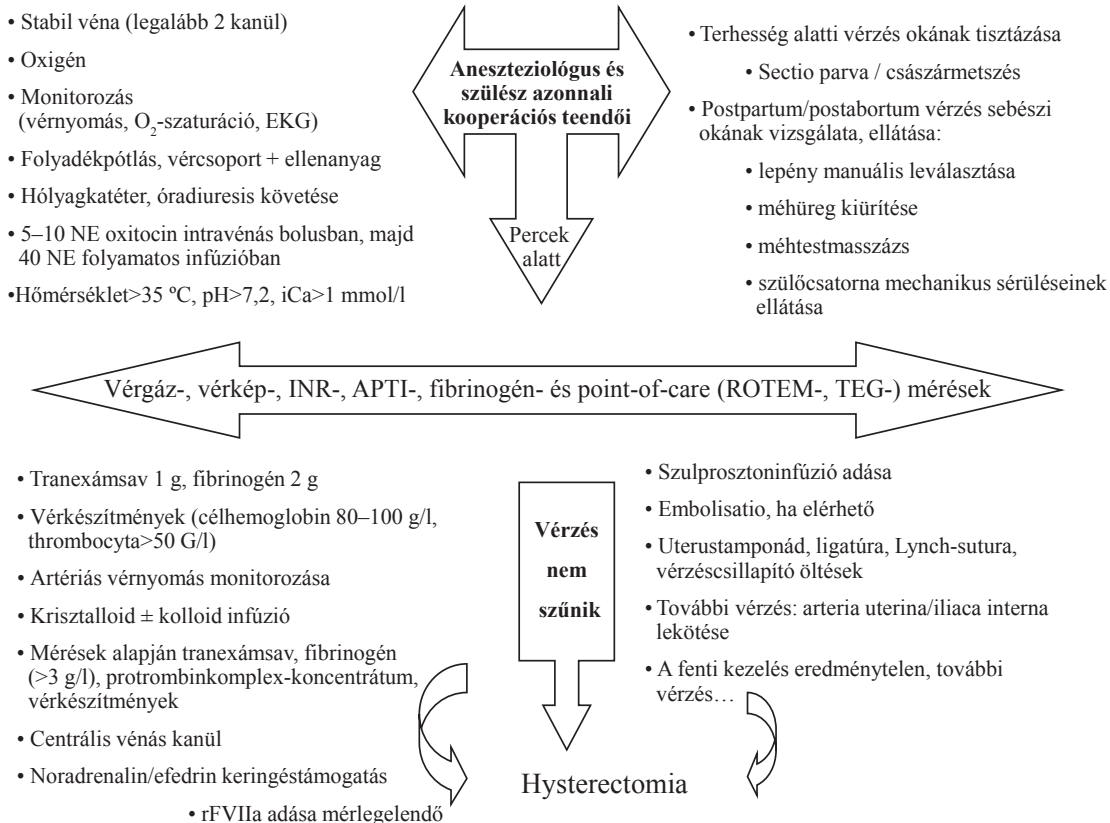 • Stabil véna (legalább 2 kanül)
• Oxigén
• Monitorozás
(vérnyomás, O₂-szaturáció, EKG)
• Folyadékpótlás, vércsoport + ellenanyag
• Hólyagkatéter, óradiuresis követése
• 5–10 NE oxitocin intravénás bolusban, majd
40 NE folyamatos infúzióban
•Hőmérséklet>35 ºC, pH>7,2, iCa>1 mmol/l
Aneszteziológus és
szülész azonnali
kooperációs teendői
Percek
alatt
• Terhesség alatti vérzés okának tisztázása
• Sectio parva / császármetszés
• Postpartum/postabortum vérzés sebészi
okának vizsgálata, ellátása:
• lepény manuális leválasztása
• méhüreg kiürítése
• méhtestmasszázs
• szülőcsatorna mechanikus sérüléseinek
ellátása
Vérgáz-, vérkép-, INR-, APTI-, fibrinogén- és point-of-care (ROTEM-, TEG-) mérések
• Tranexámsav 1 g, fibrinogén 2 g
• Vérkészítmények (célhemoglobin 80–100 g/l,
thrombocyta>50 G/l)
• Artériás vérnyomás monitorozása
• Krisztalloid ± kolloid infúzió
• Mérések alapján tranexámsav, fibrinogén
(>3 g/l), protrombinkomplex-koncentrátum,
vérkészítmények
• Centrális vénás kanül
• Noradrenalin/efedrin keringéstámogatás
• rFVIIa adása mérlegelendő
Vérzés
nem
szűnik
• Szulprosztoninfúzió adása
• Embolisatio, ha elérhető
• Uterustamponád, ligatúra, Lynch-sutura,
vérzéscsillapító öltések
• További vérzés: arteria uterina/iliaca interna
lekötése
• A fenti kezelés eredménytelen, további
vérzés…
Hysterectomia